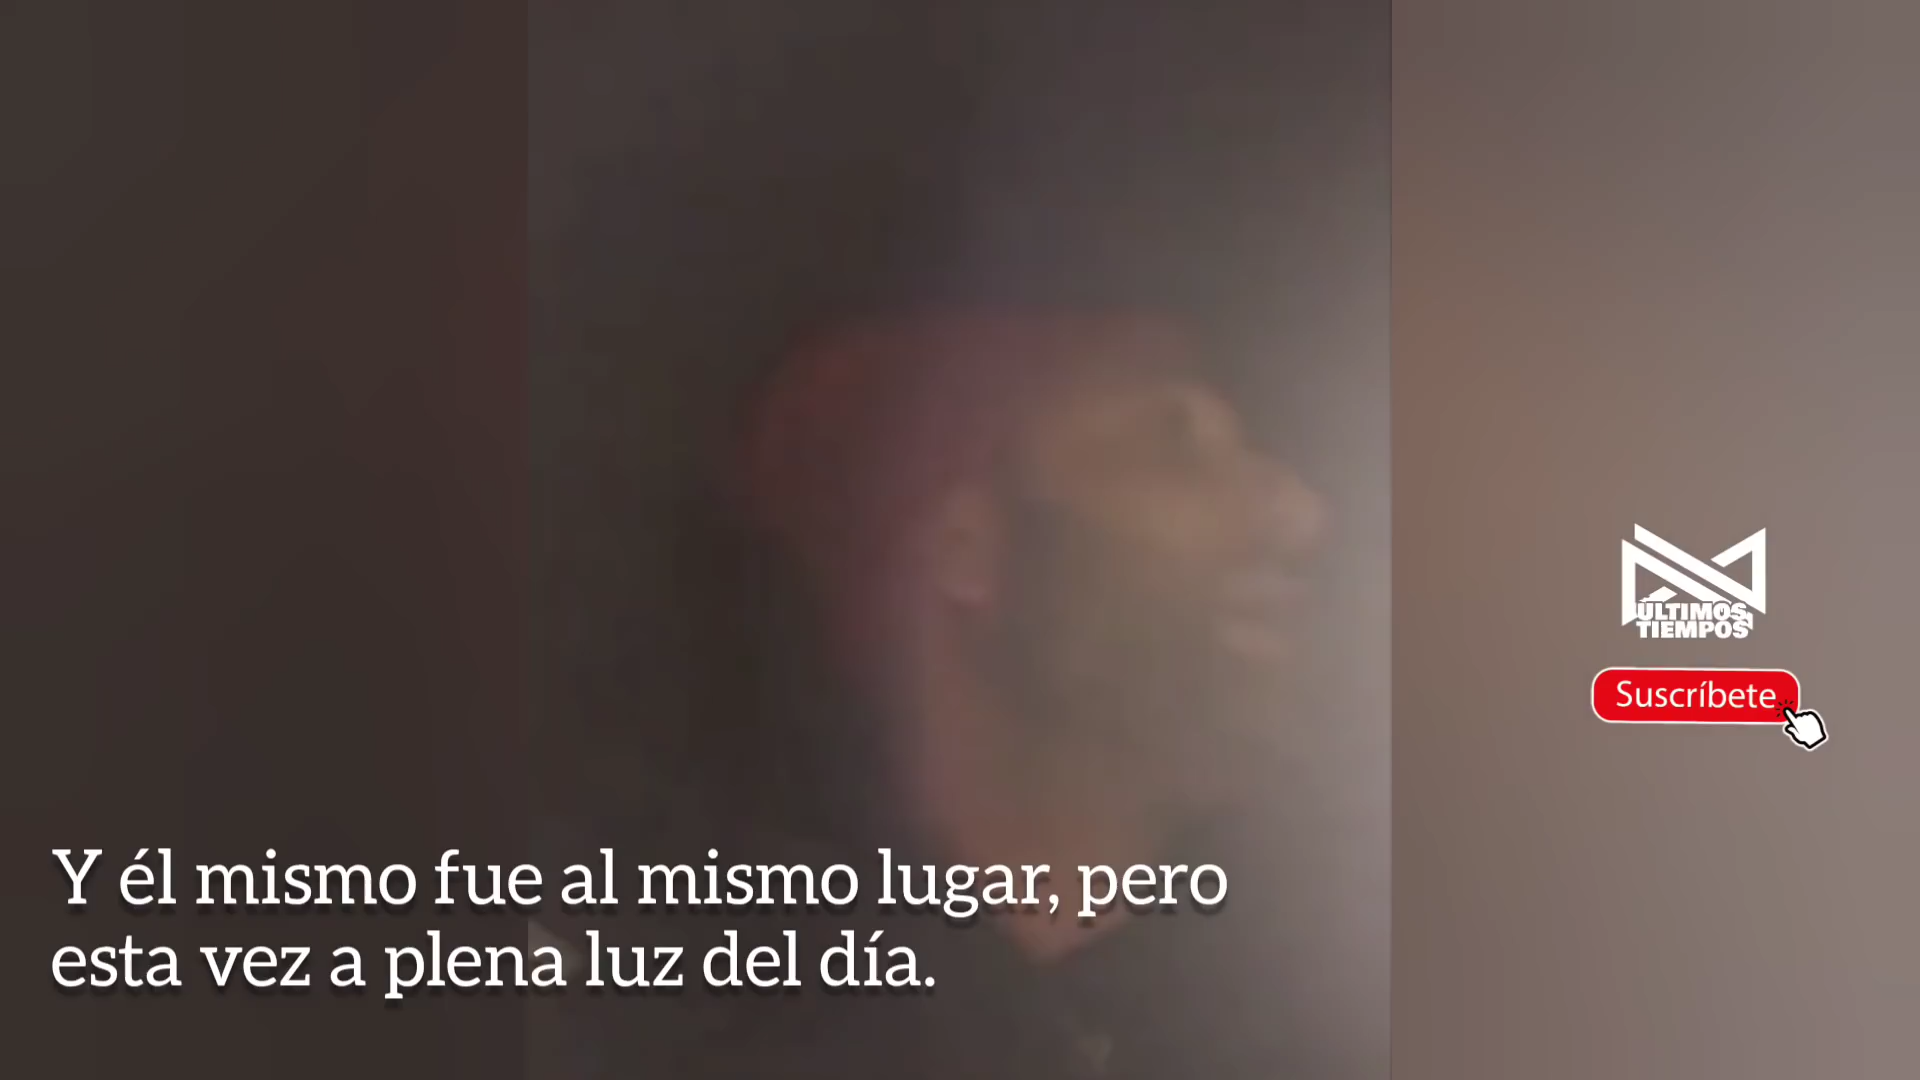 ÚLTIMOS
TIEMPOS
Suscríbete
Y él mismo fue al mismo lugar, pero
esta vez a plena luz del día.